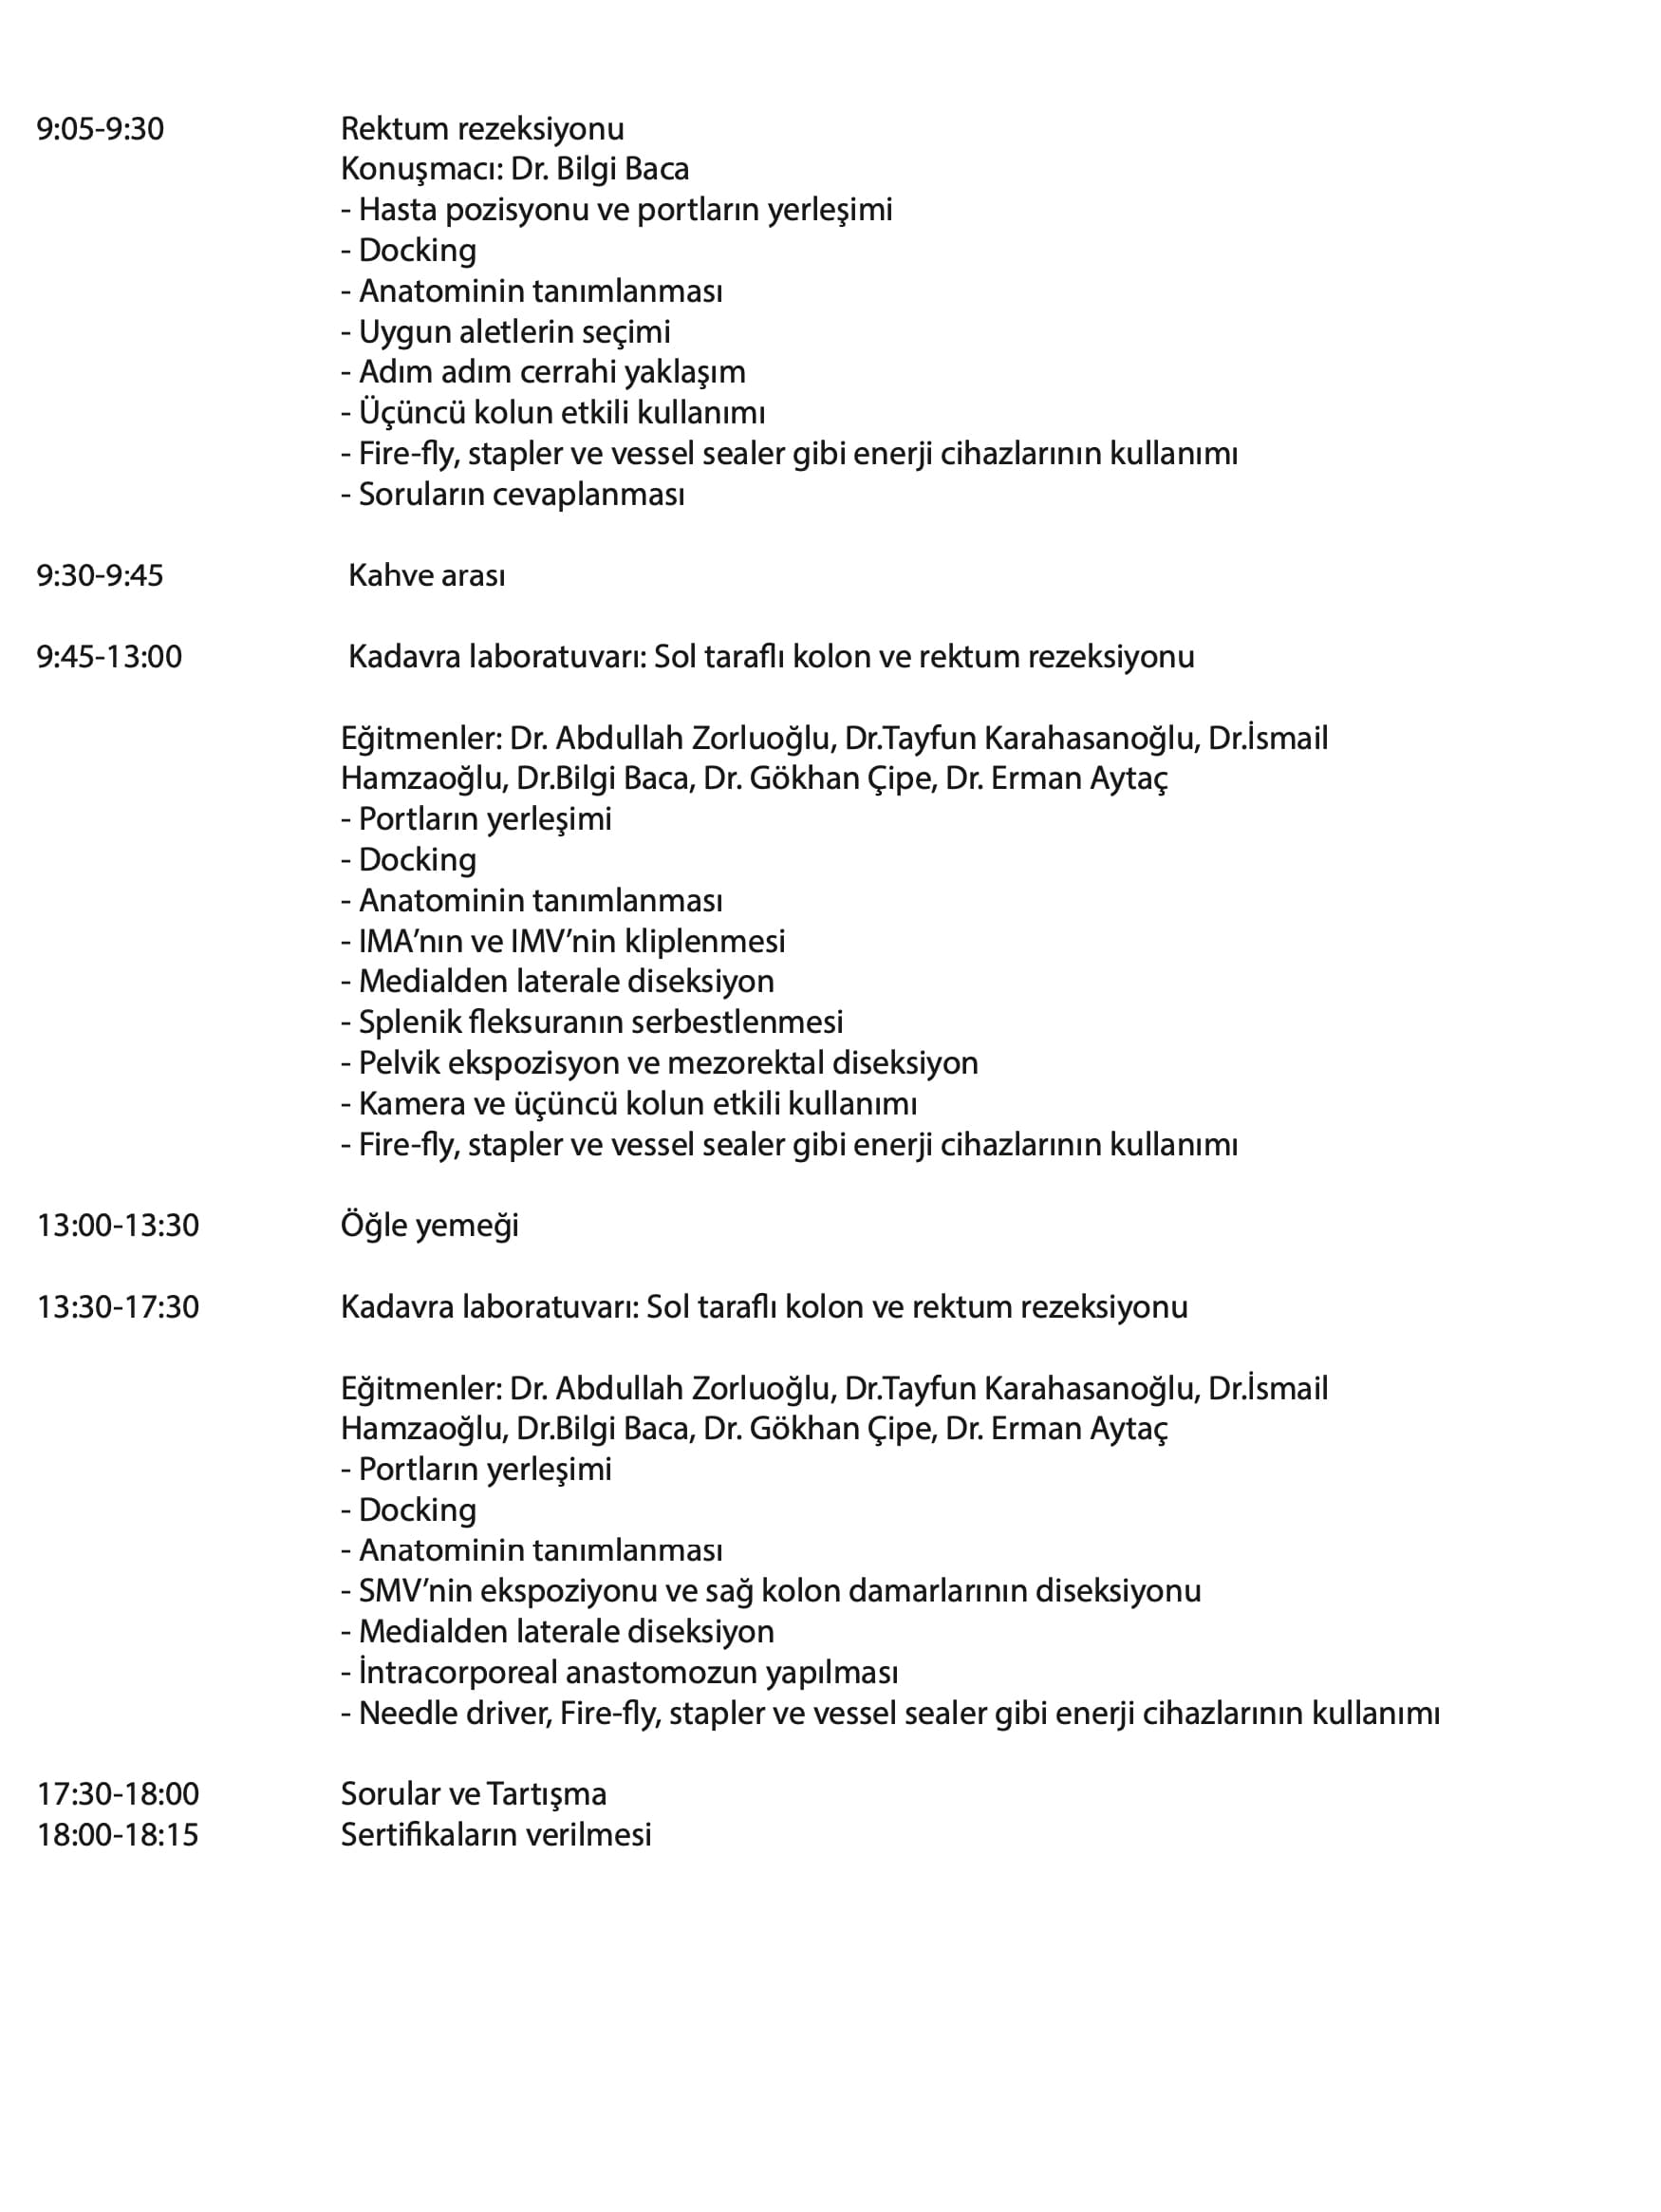 9:05-9:30 Rektum rezeksiyonu
Konuşmacı: Dr. Bilgi Baca
- Hasta pozisyonu ve portların yerleşimi
- Docking
- Anatominin tanımlanması
- Uygun aletlerin seçimi
- Adım adım cerrahi yaklaşım
- Üçüncü kolun etkili kullanımı
- Fire-fly, stapler ve vessel sealer gibi enerji cihazlarının kullanımı
- Soruların cevaplanması
9:30-9:45 Kahve arası
9:45-13:00 Kadavra laboratuvarı: Sol taraflı kolon ve rektum rezeksiyonu
Eğitmenler: Dr. Abdullah Zorluoğlu, Dr.Tayfun Karahasanoğlu, Dr.İsmail
Hamzaoğlu, Dr.Bilgi Baca, Dr. Gökhan Çipe, Dr. Erman Aytaç
- Portların yerleşimi
- Docking
- Anatominin tanımlanması
- IMA’nın ve IMV’nin kliplenmesi
- Medialden laterale diseksiyon
- Splenik fleksuranın serbestlenmesi
- Pelvik ekspozisyon ve mezorektal diseksiyon
- Kamera ve üçüncü kolun etkili kullanımı
- Fire-fly, stapler ve vessel sealer gibi enerji cihazlarının kullanımı
13:00-13:30 Öğle yemeği
13:30-17:30 Kadavra laboratuvarı: Sol taraflı kolon ve rektum rezeksiyonu
Eğitmenler: Dr. Abdullah Zorluoğlu, Dr.Tayfun Karahasanoğlu, Dr.İsmail
Hamzaoğlu, Dr.Bilgi Baca, Dr. Gökhan Çipe, Dr. Erman Aytaç
- Portların yerleşimi
- Docking
- Anatominin tanımlanması
- SMV’nin ekspoziyonu ve sağ kolon damarlarının diseksiyonu
- Medialden laterale diseksiyon
- İntracorporeal anastomozun yapılması
- Needle driver, Fire-fly, stapler ve vessel sealer gibi enerji cihazlarının kullanımı
17:30-18:00 Sorular ve Tartışma
18:00-18:15 Sertifikaların verilmesi